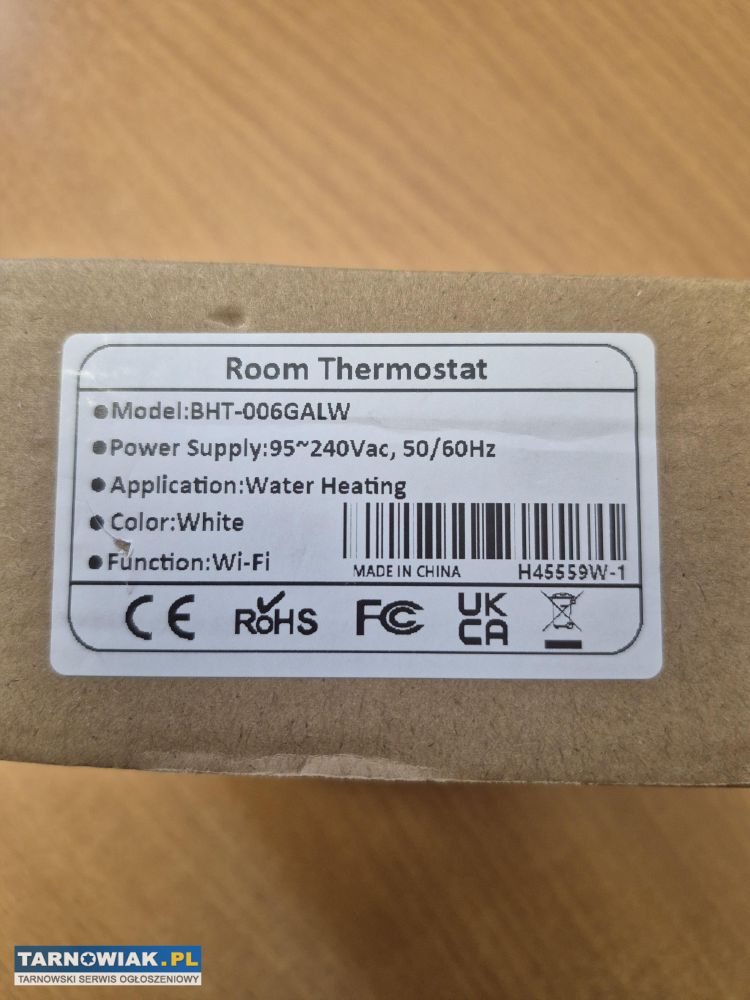 Room Thermostat
●Model:BHT-006GALW
●Power Supply:95~240Vac, 50/60Hz
●Application:Water Heating
●Color:White
●Function:Wi-Fi
MADE IN CHINA H45559W-1
CE RoHS FC UK CA
TARNOWIAK.PL
TARNOWSKI SERWIS OGŁOSZENIOWY